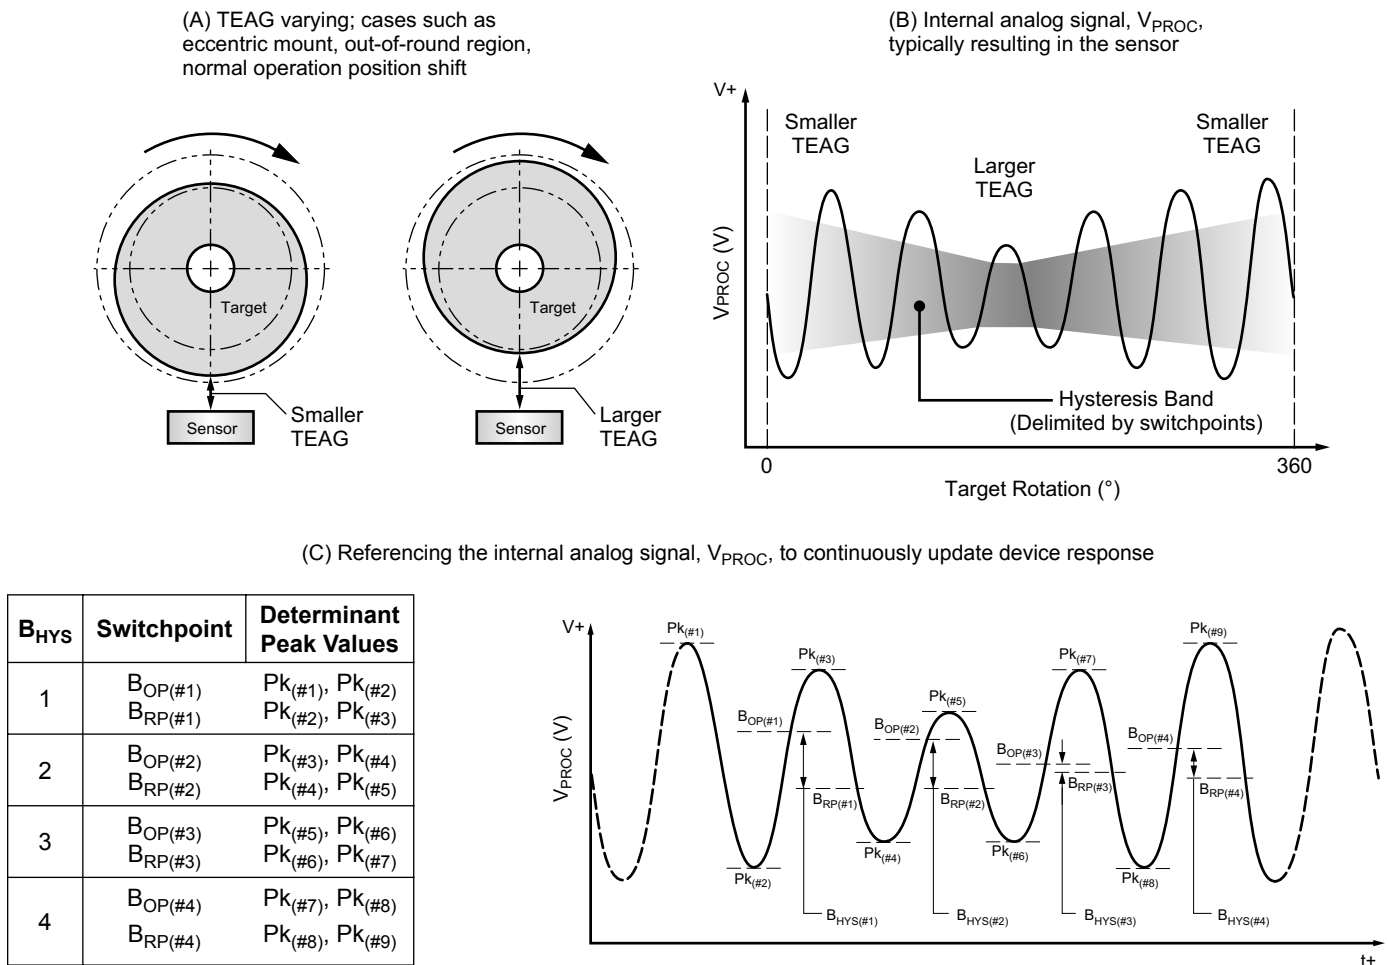 (A) TEAG varying; cases such as
eccentric mount, out-of-round region,
normal operation position shift
Target
Sensor
Smaller
TEAG
Target
Sensor
Larger
TEAG
(B) Internal analog signal, VPROC,
typically resulting in the sensor
V+
VPROC (V)
Smaller
TEAG
Larger
TEAG
Smaller
TEAG
Hysteresis Band
(Delimited by switchpoints)
0
360
Target Rotation (°)
(C) Referencing the internal analog signal, VPROC, to continuously update device response
BHYS Switchpoint Determinant
Peak Values
1
BOP(#1) Pk(#1), Pk(#2)
BRP(#1) Pk(#2), Pk(#3)
2
BOP(#2) Pk(#3), Pk(#4)
BRP(#2) Pk(#4), Pk(#5)
3
BOP(#3) Pk(#5), Pk(#6)
BRP(#3) Pk(#6), Pk(#7)
4
BOP(#4) Pk(#7), Pk(#8)
BRP(#4) Pk(#8), Pk(#9)
V+
VPROC (V)
Pk(#1)
Pk(#2)
Pk(#3)
Pk(#4)
Pk(#5)
Pk(#6)
Pk(#7)
Pk(#8)
Pk(#9)
BOP(#1)
BRP(#1)
BHYS(#1)
BOP(#2)
BRP(#2)
BHYS(#2)
BOP(#3)
BRP(#3)
BHYS(#3)
BOP(#4)
BRP(#4)
BHYS(#4)
t+